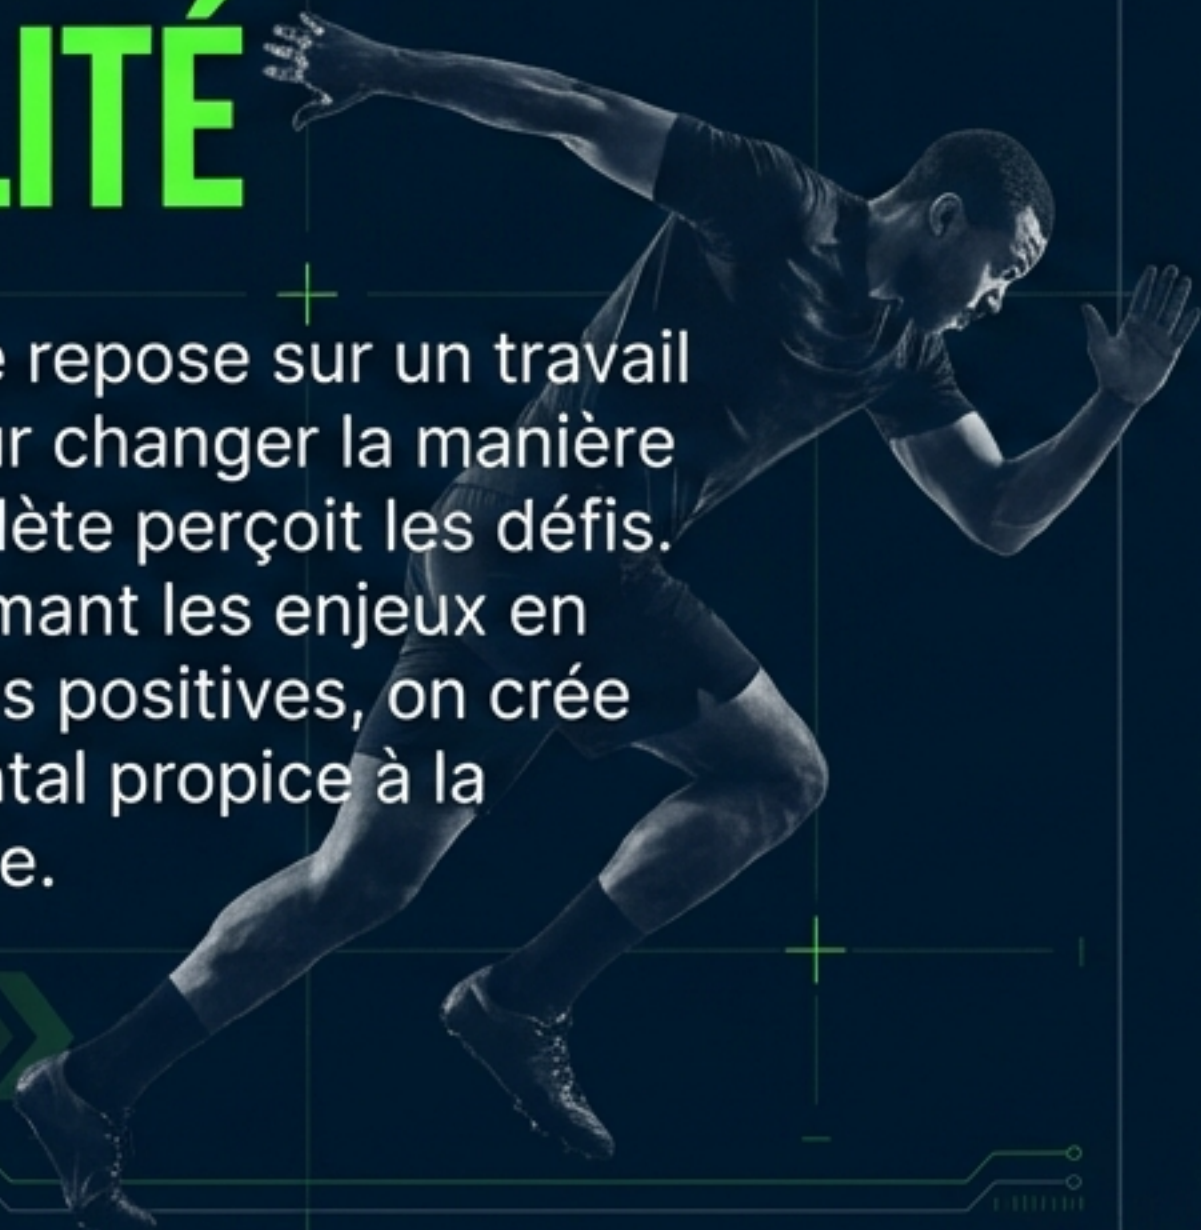 LITÉ
e repose sur un travail
ur changer la manière
lète perçoit les défis.
mant les enjeux en
s positives, on crée
ntal propice à la
e.